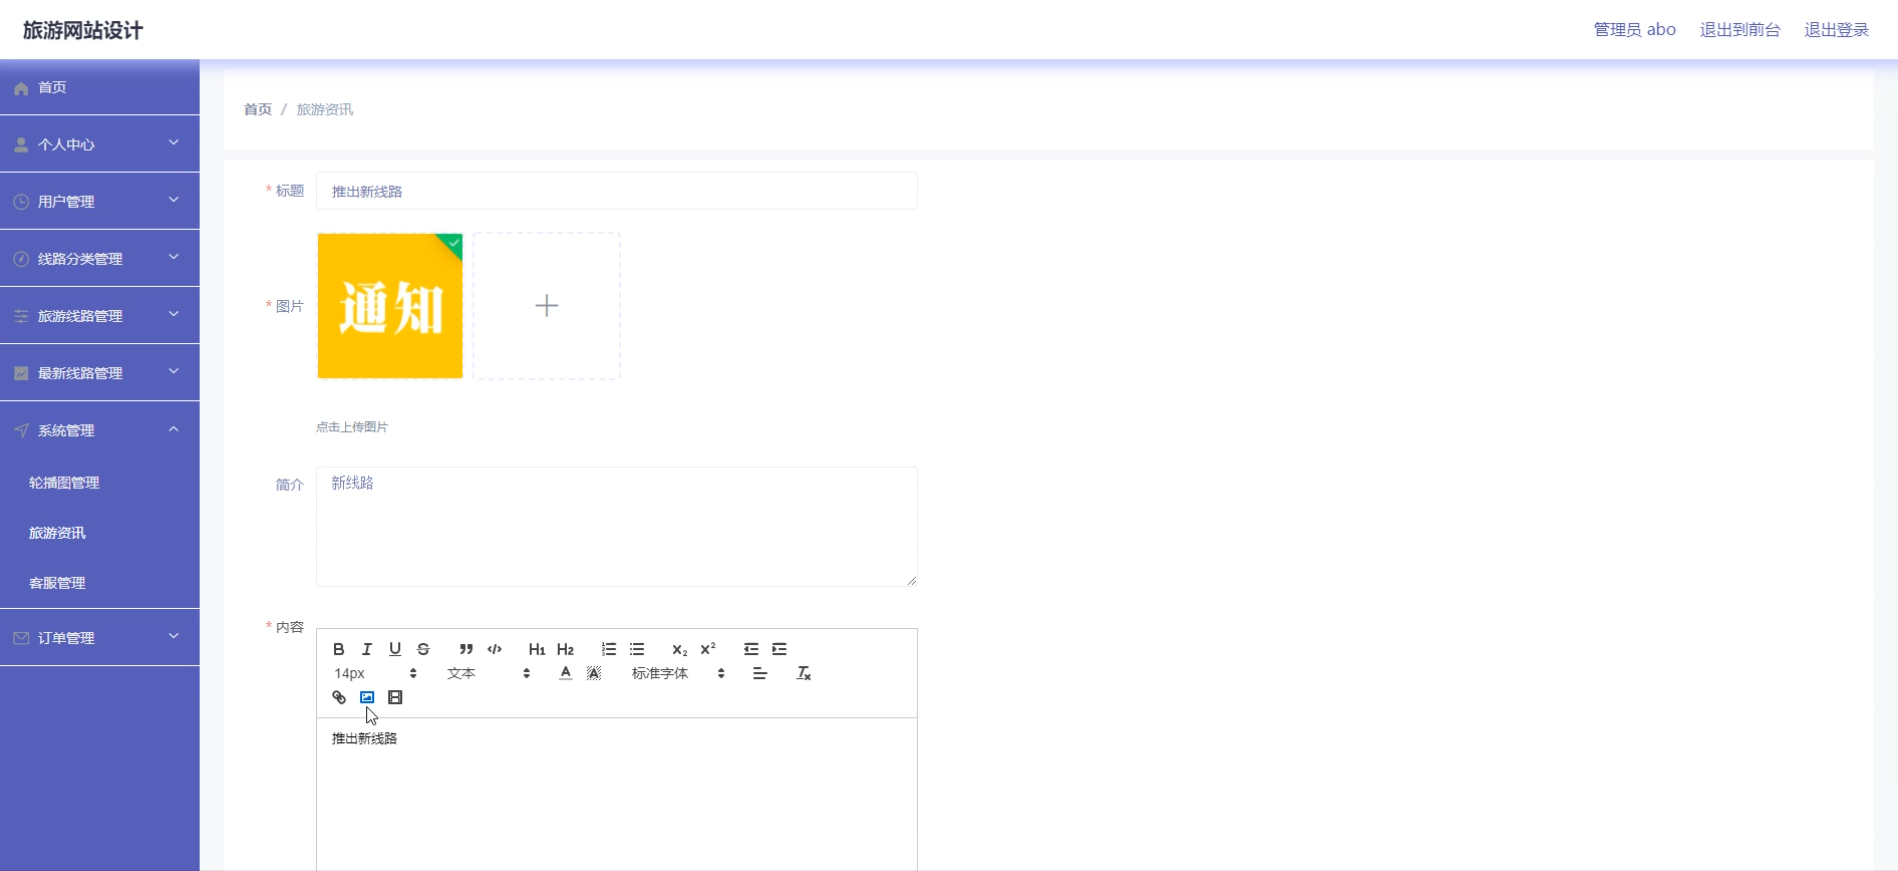 旅游网站设计
管理员 abo 退出到前台 退出登录
首页
个人中心
用户管理
线路分类管理
旅游线路管理
最新线路管理
系统管理
轮播图管理
旅游资讯
客服管理
订单管理
首页 / 旅游资讯
* 标题 推出新线路
* 图片 通知
点击上传图片
简介 新线路
* 内容
B I U S H1 H2 X₂ X²
14px 文本 A A 标准字体 Tx
推出新线路